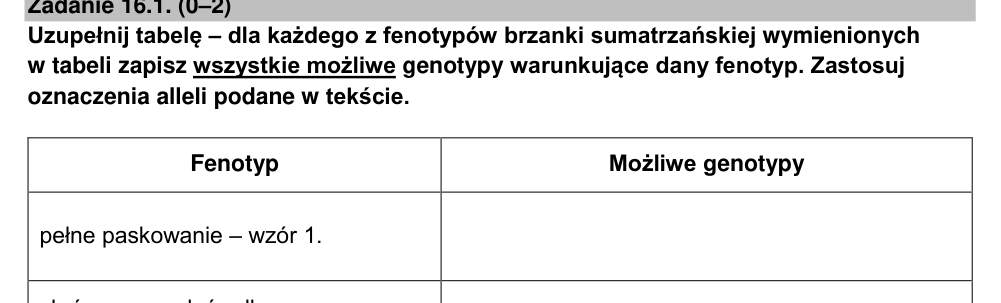 Zadanie 16.1. (0–2)
Uzupełnij tabelę – dla każdego z fenotypów brzanki sumatrzańskiej wymienionych
w tabeli zapisz wszystkie możliwe genotypy warunkujące dany fenotyp. Zastosuj
oznaczenia alleli podane w tekście.
Fenotyp
Możliwe genotypy
pełne paskowanie – wzór 1.